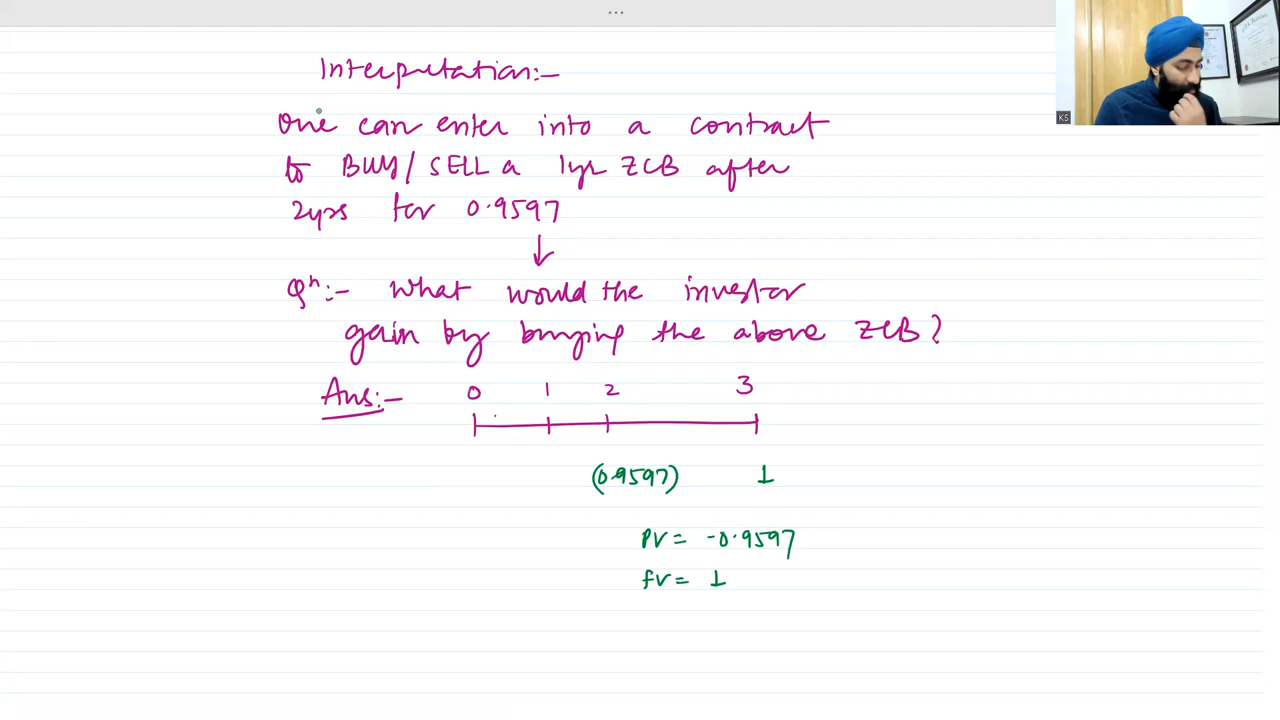 Interpretation:-
One can enter into a contract
to BUY/SELL a 1yr ZCB after
2yrs for 0.9597
Qn:- What would the investor
gain by buying the above ZCB?
Ans:- 0 1 2 3
(0.9597) 1
PV = -0.9597
FV = 1
KS